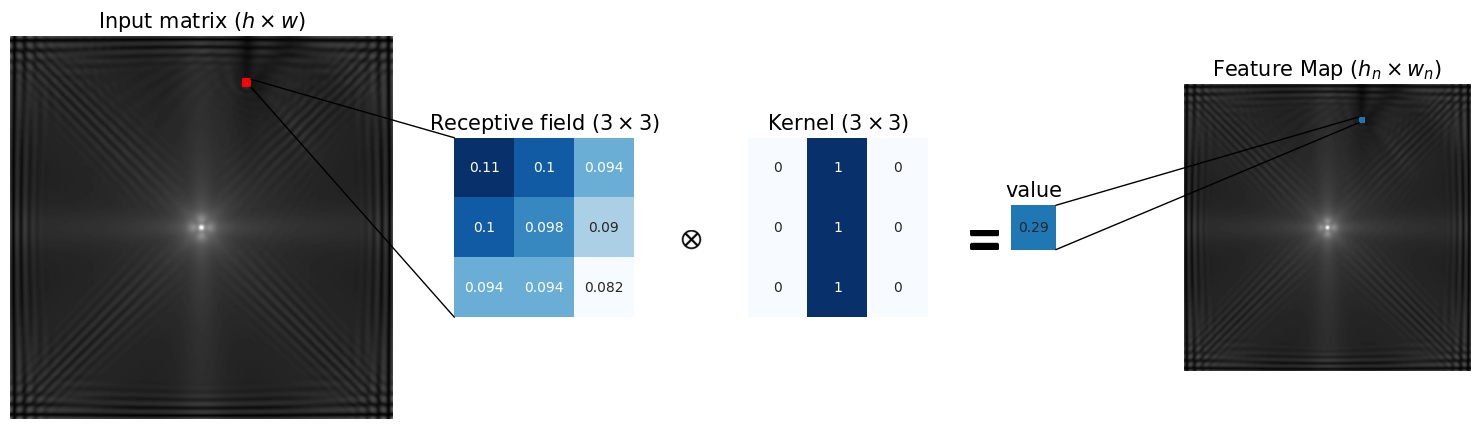 Input matrix (h × w)
Receptive field (3 × 3)
0.11 0.1 0.094
0.1 0.098 0.09
0.094 0.094 0.082
⊗
Kernel (3 × 3)
0 1 0
0 1 0
0 1 0
=
value
0.29
Feature Map (hₙ × wₙ)